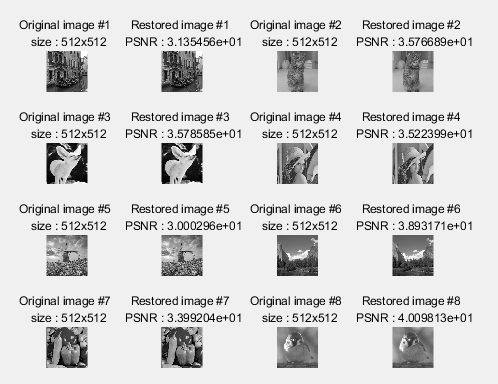 Original image #1
size : 512x512
Restored image #1
PSNR : 3.135456e+01
Original image #2
size : 512x512
Restored image #2
PSNR : 3.576689e+01
Original image #3
size : 512x512
Restored image #3
PSNR : 3.578585e+01
Original image #4
size : 512x512
Restored image #4
PSNR : 3.522399e+01
Original image #5
size : 512x512
Restored image #5
PSNR : 3.000296e+01
Original image #6
size : 512x512
Restored image #6
PSNR : 3.893171e+01
Original image #7
size : 512x512
Restored image #7
PSNR : 3.399204e+01
Original image #8
size : 512x512
Restored image #8
PSNR : 4.009813e+01